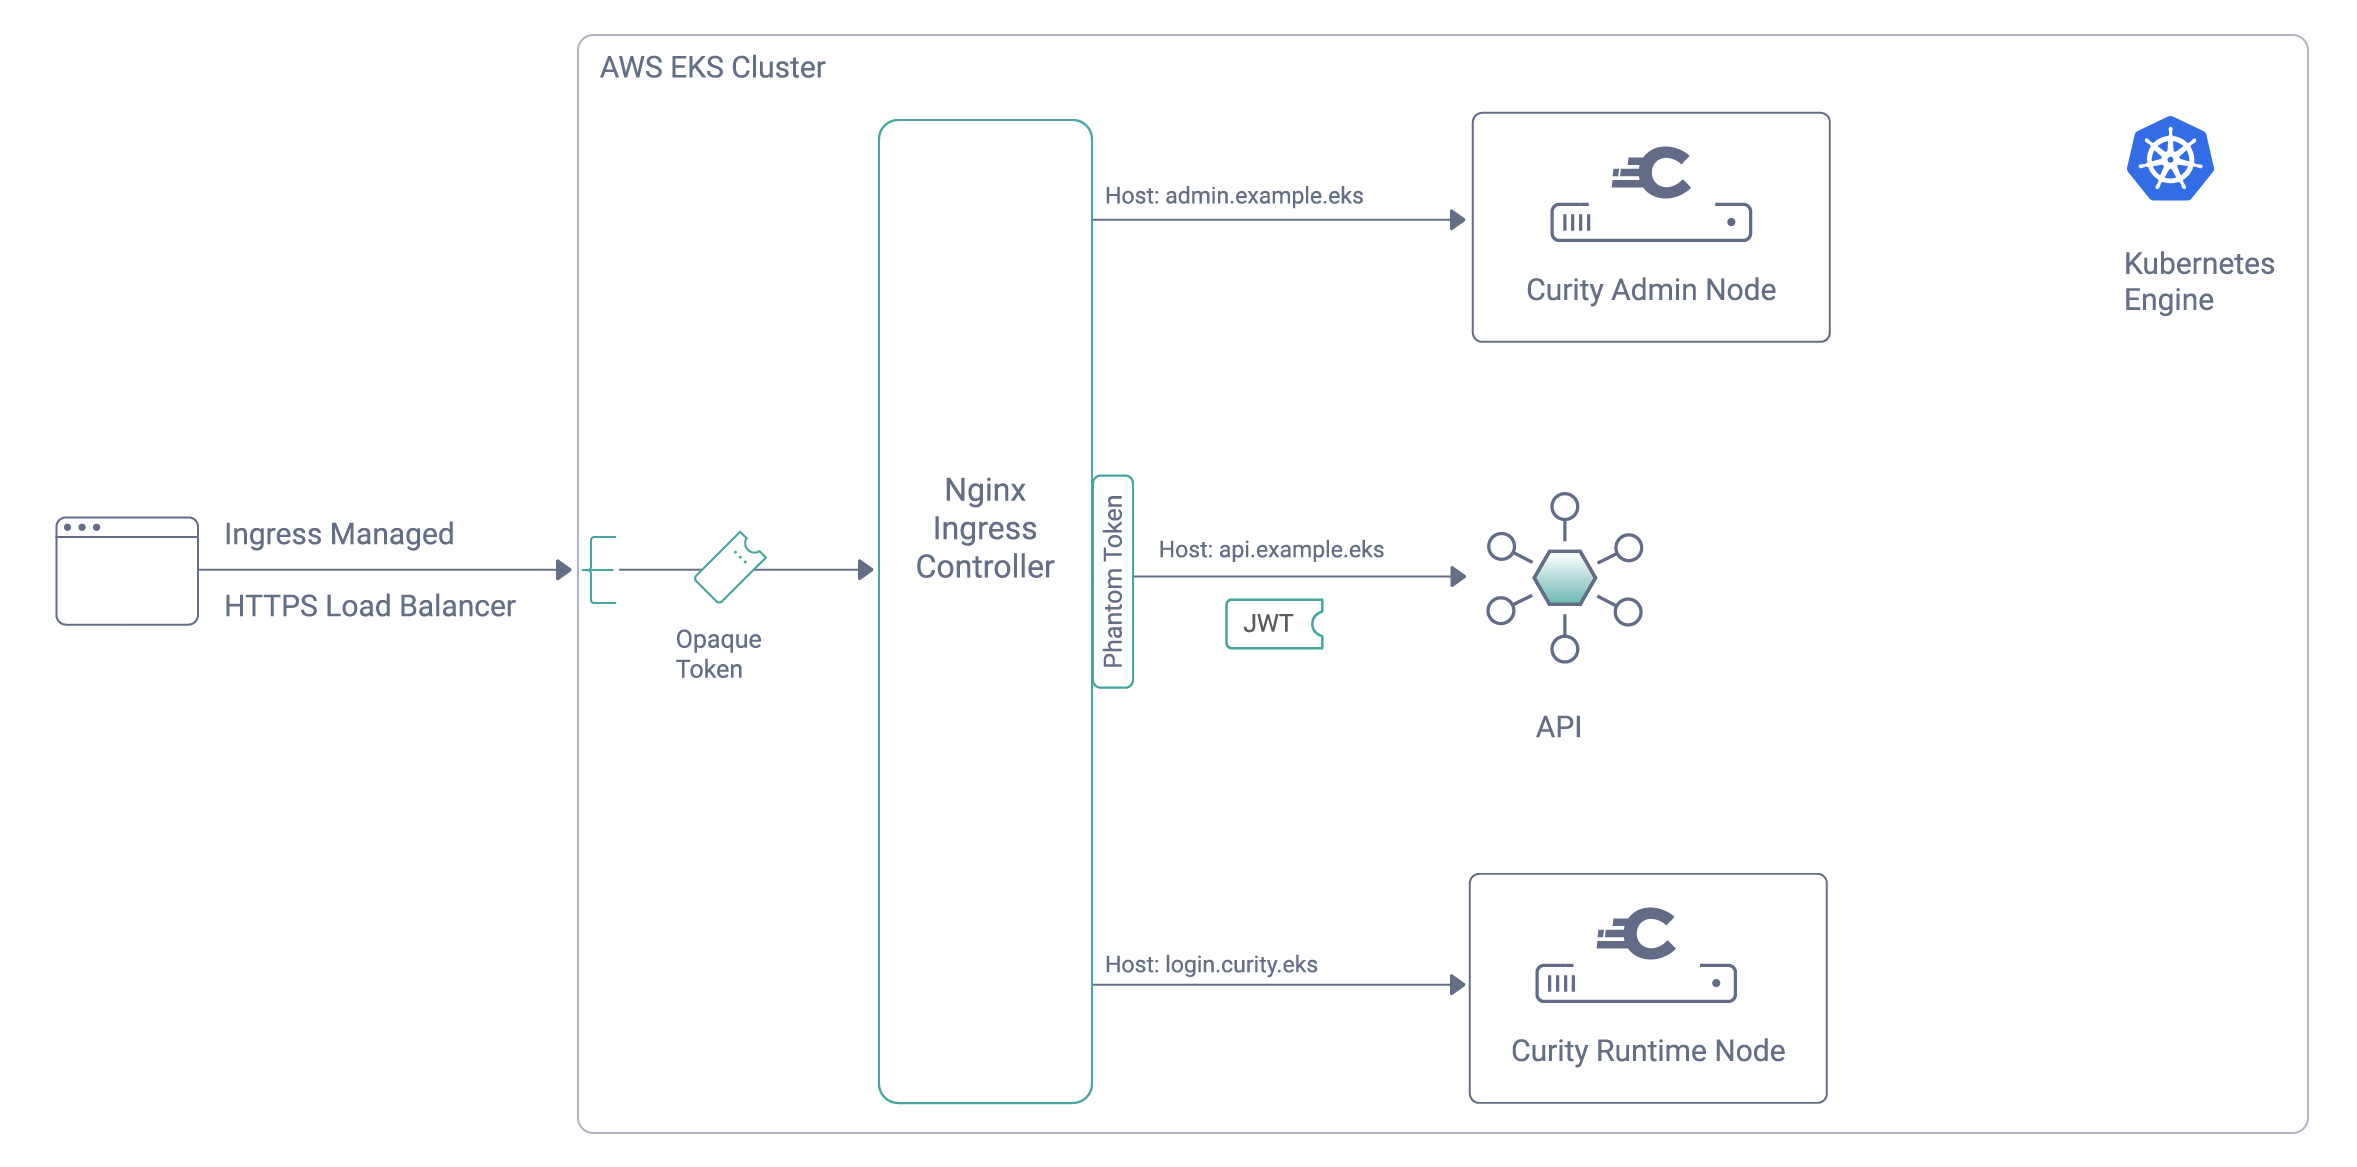 AWS EKS Cluster
Host: admin.example.eks
Curity Admin Node
Kubernetes
Engine
Ingress Managed
HTTPS Load Balancer
Opaque
Token
Nginx
Ingress
Controller
Phantom Token
Host: api.example.eks
JWT
API
Host: login.curity.eks
Curity Runtime Node